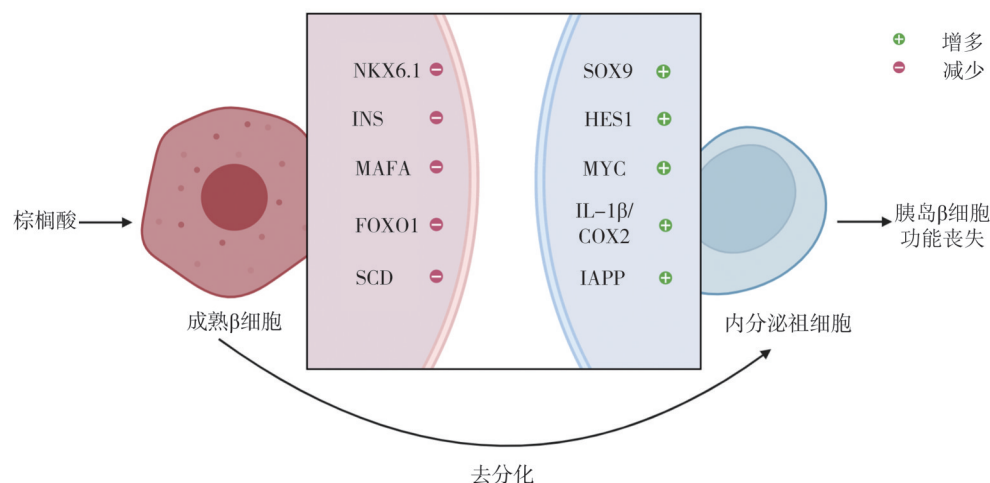 增多
减少
NKX6.1
INS
MAFA
FOXO1
SCD
SOX9
HES1
MYC
IL-1β/
COX2
IAPP
棕榈酸
成熟β细胞
内分泌祖细胞
胰岛β细胞
功能丧失
去分化